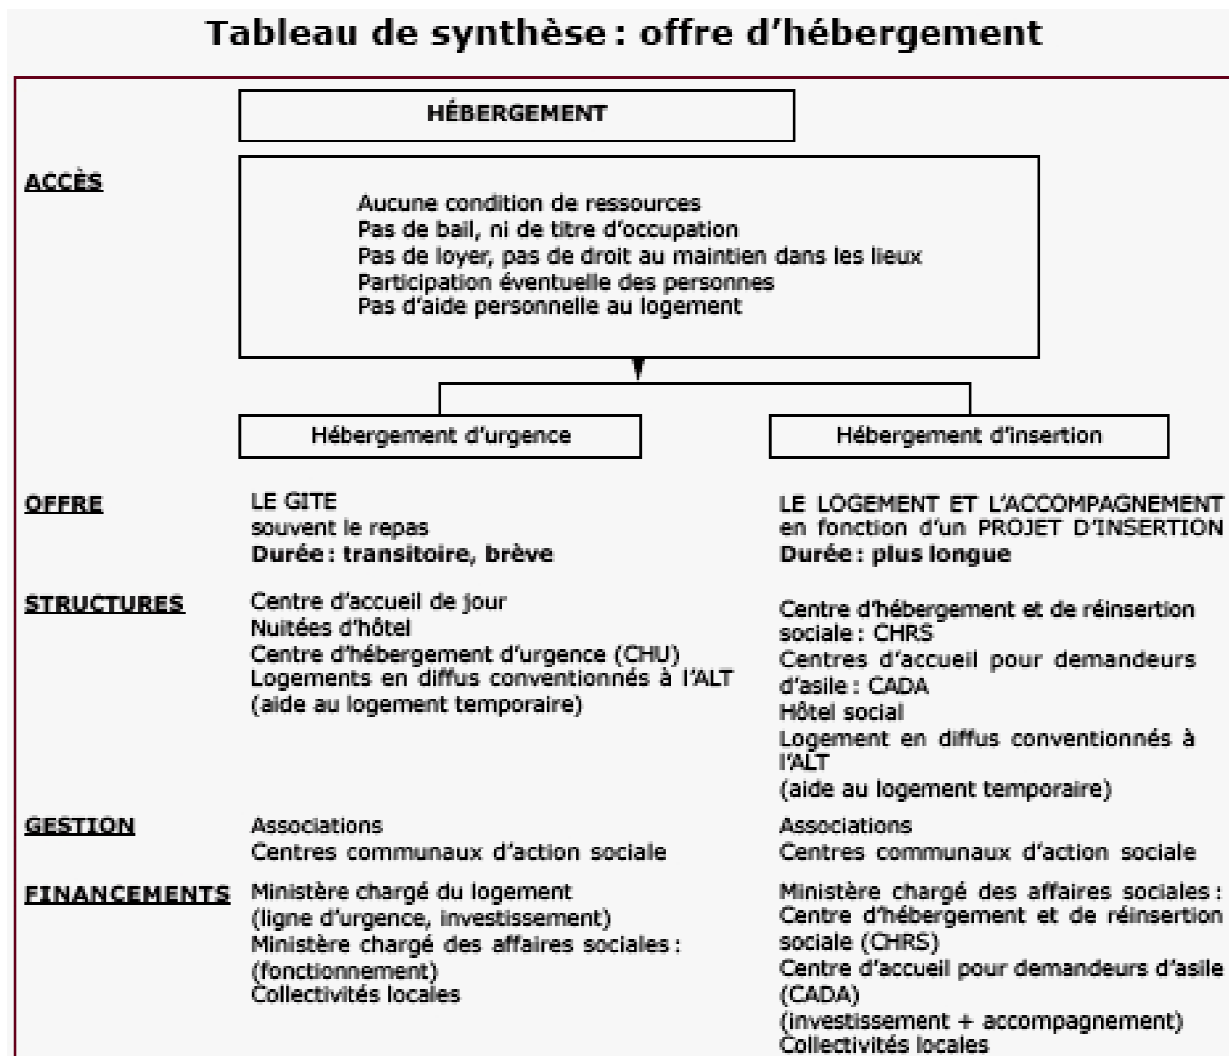 Tableau de synthèse : offre d'hébergement
HÉBERGEMENT
ACCÈS
Aucune condition de ressources
Pas de bail, ni de titre d'occupation
Pas de loyer, pas de droit au maintien dans les lieux
Participation éventuelle des personnes
Pas d'aide personnelle au logement
Hébergement d'urgence
Hébergement d'insertion
OFFRE
LE GITE
souvent le repas
Durée : transitoire, brève
LE LOGEMENT ET L'ACCOMPAGNEMENT
en fonction d'un PROJET D'INSERTION
Durée : plus longue
STRUCTURES
Centre d'accueil de jour
Nuitées d'hôtel
Centre d'hébergement d'urgence (CHU)
Logements en diffus conventionnés à l'ALT
(aide au logement temporaire)
Centre d'hébergement et de réinsertion
sociale : CHRS
Centres d'accueil pour demandeurs
d'asile : CADA
Hôtel social
Logement en diffus conventionnés à
l'ALT
(aide au logement temporaire)
GESTION
Associations
Centres communaux d'action sociale
Associations
Centres communaux d'action sociale
FINANCEMENTS
Ministère chargé du logement
(ligne d'urgence, investissement)
Ministère chargé des affaires sociales :
(fonctionnement)
Collectivités locales
Ministère chargé des affaires sociales :
Centre d'hébergement et de réinsertion
sociale (CHRS)
Centre d'accueil pour demandeurs d'asile
(CADA)
(investissement + accompagnement)
Collectivités locales